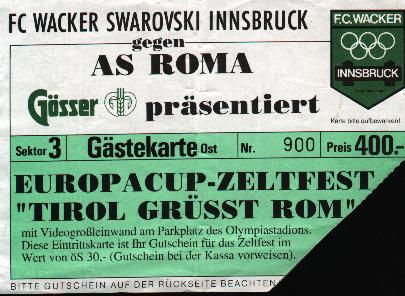 FC WACKER SWAROVSKI INNSBRUCK
gegen
AS ROMA
Gösser präsentiert
F.C. WACKER
INNSBRUCK
Karte bitte aufbewahren!
Sektor 3 Gästekarte Ost Nr. 900 Preis 400.-
EUROPACUP-ZELTFEST
"TIROL GRÜSST ROM"
mit Videogroßleinwand am Parkplatz des Olympiastadions.
Diese Eintrittskarte ist Ihr Gutschein für das Zeltfest im
Wert von öS 30,- (Gutschein bei der Kassa vorweisen).
BITTE GUTSCHEIN AUF DER RÜCKSEITE BEACHTEN